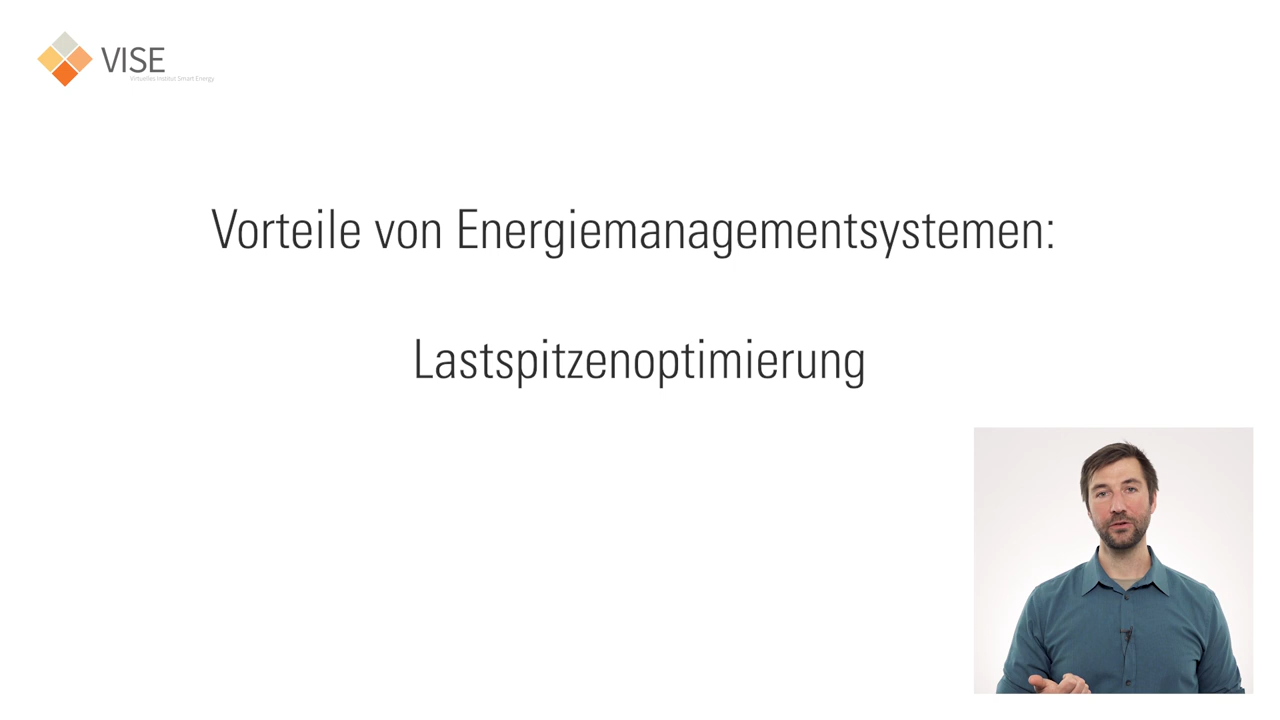 VISE
Virtuelles Institut Smart Energy
Vorteile von Energiemanagementsystemen:
Lastspitzenoptimierung